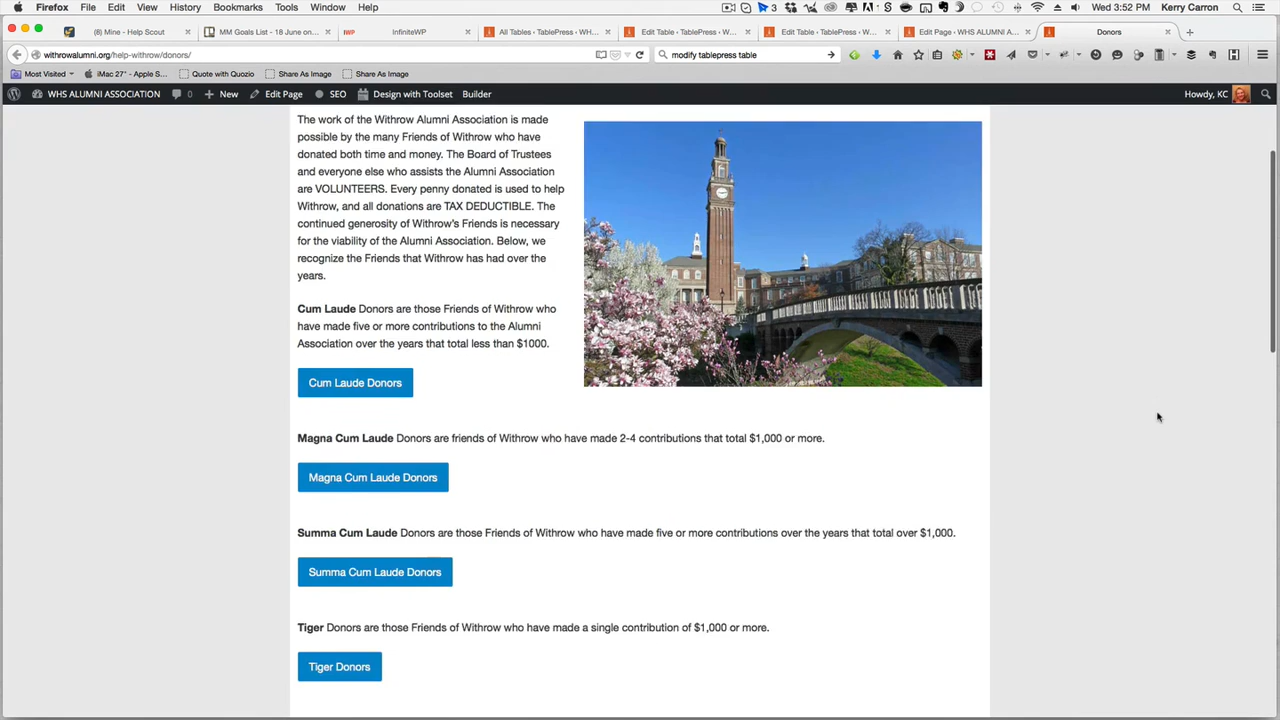 Firefox File Edit View History Bookmarks Tools Window Help 3 Wed 3:52 PM Kerry Carron
(6) Mine - Help Scout × MM Goals List - 18 June on... × IWP InfiniteWP × All Tables ‹ TablePress ‹ WH... × Edit Table ‹ TablePress ‹ W... × Edit Table ‹ TablePress ‹ W... × Edit Page ‹ WHS ALUMNI A... × Donors × +
withrowalumni.org/help-withrow/donors/ modify tablepress table
Most Visited iMac 27" - Apple S... Quote with Quozio Share As Image Share As Image
WHS ALUMNI ASSOCIATION 0 + New Edit Page SEO Design with Toolset Builder Howdy, KC
The work of the Withrow Alumni Association is made
possible by the many Friends of Withrow who have
donated both time and money. The Board of Trustees
and everyone else who assists the Alumni Association
are VOLUNTEERS. Every penny donated is used to help
Withrow, and all donations are TAX DEDUCTIBLE. The
continued generosity of Withrow's Friends is necessary
for the viability of the Alumni Association. Below, we
recognize the Friends that Withrow has had over the
years.
Cum Laude Donors are those Friends of Withrow who
have made five or more contributions to the Alumni
Association over the years that total less than $1000.
Cum Laude Donors
Magna Cum Laude Donors are friends of Withrow who have made 2-4 contributions that total $1,000 or more.
Magna Cum Laude Donors
Summa Cum Laude Donors are those Friends of Withrow who have made five or more contributions over the years that total over $1,000.
Summa Cum Laude Donors
Tiger Donors are those Friends of Withrow who have made a single contribution of $1,000 or more.
Tiger Donors